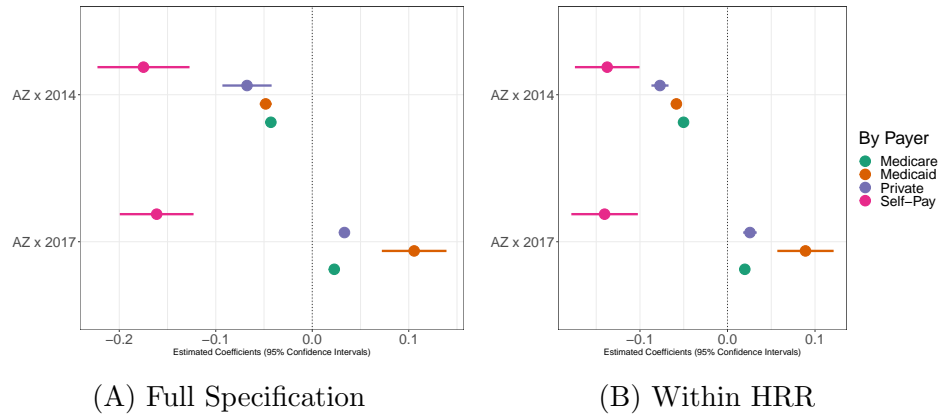 AZ x 2014
AZ x 2017
−0.2 −0.1 0.0 0.1
Estimated Coefficients (95% Confidence Intervals)
(A) Full Specification
AZ x 2014
AZ x 2017
−0.1 0.0 0.1
Estimated Coefficients (95% Confidence Intervals)
(B) Within HRR
By Payer
Medicare
Medicaid
Private
Self−Pay